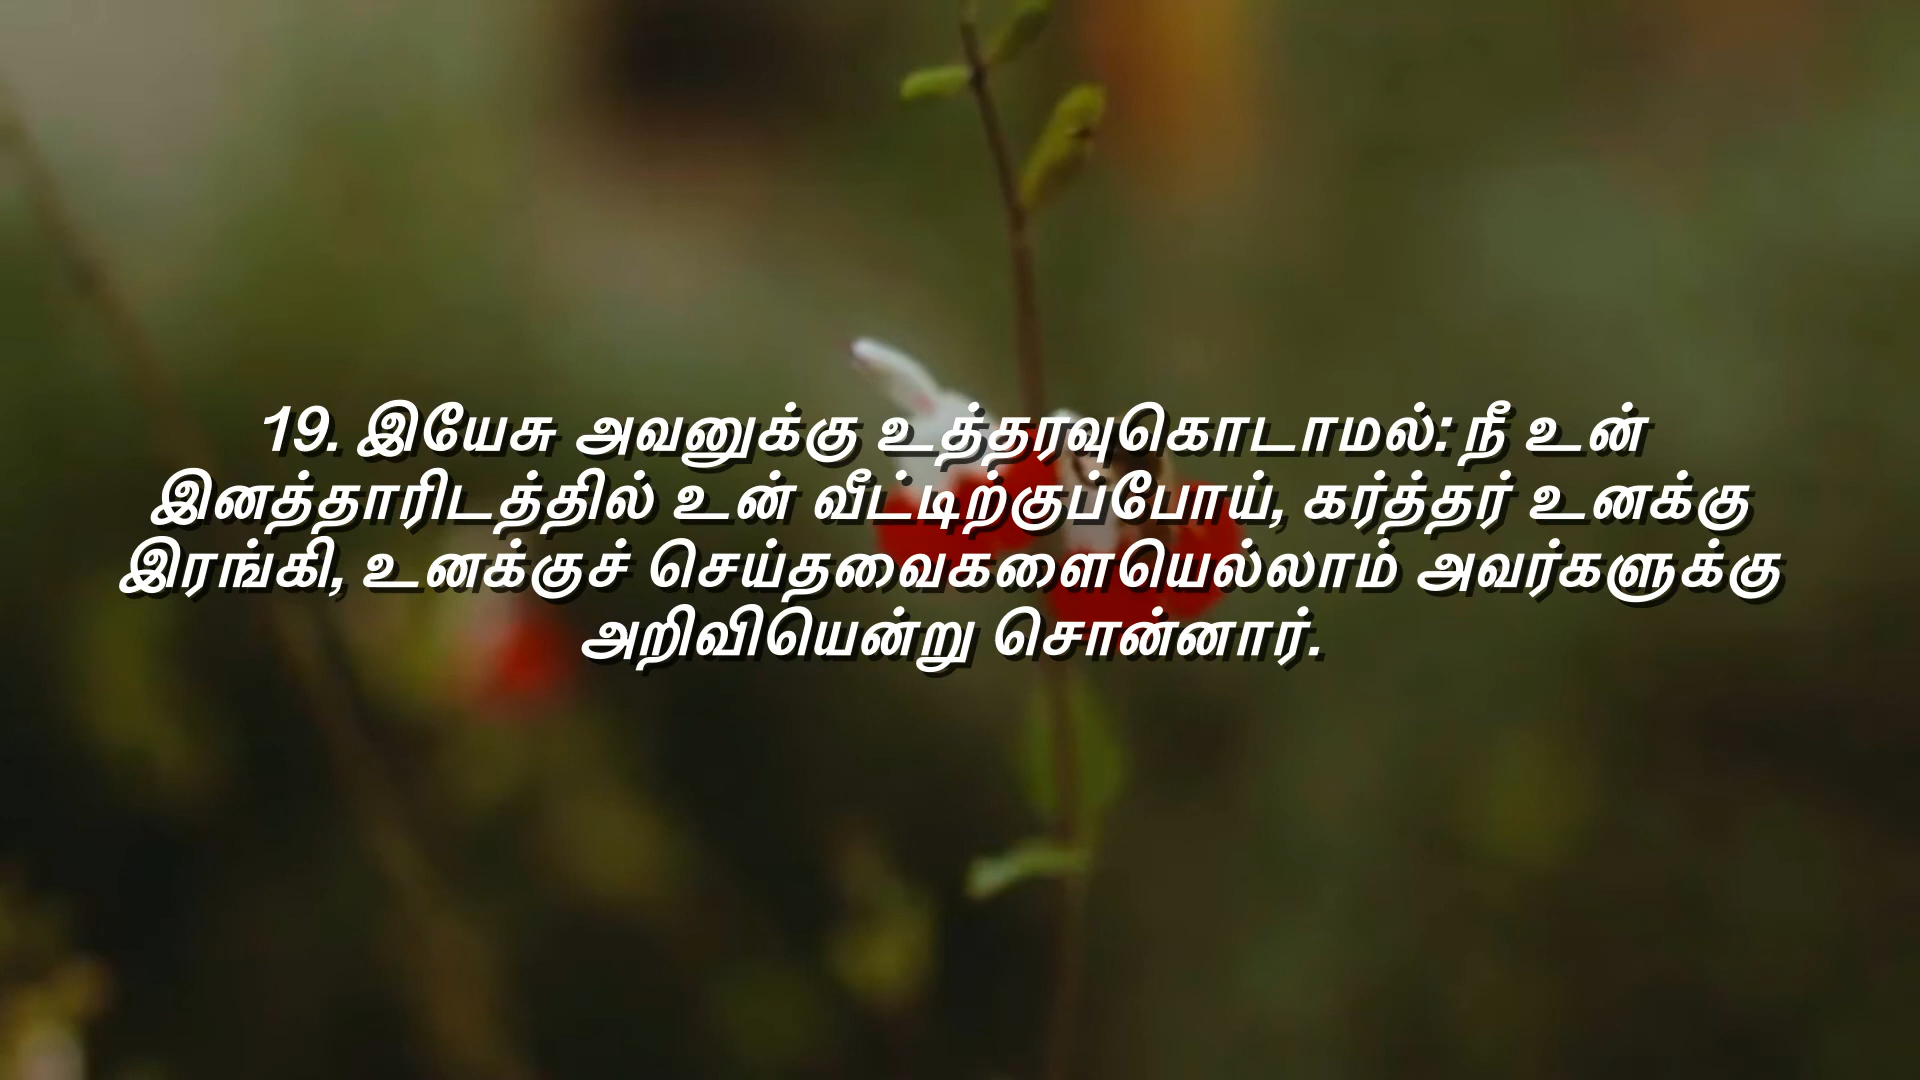 19. இயேசு அவனுக்கு உத்தரவுகொடாமல்: நீ உன்
இனத்தாரிடத்தில் உன் வீட்டிற்குப்போய், கர்த்தர் உனக்கு
இரங்கி, உனக்குச் செய்தவைகளையெல்லாம் அவர்களுக்கு
அறிவியென்று சொன்னார்.